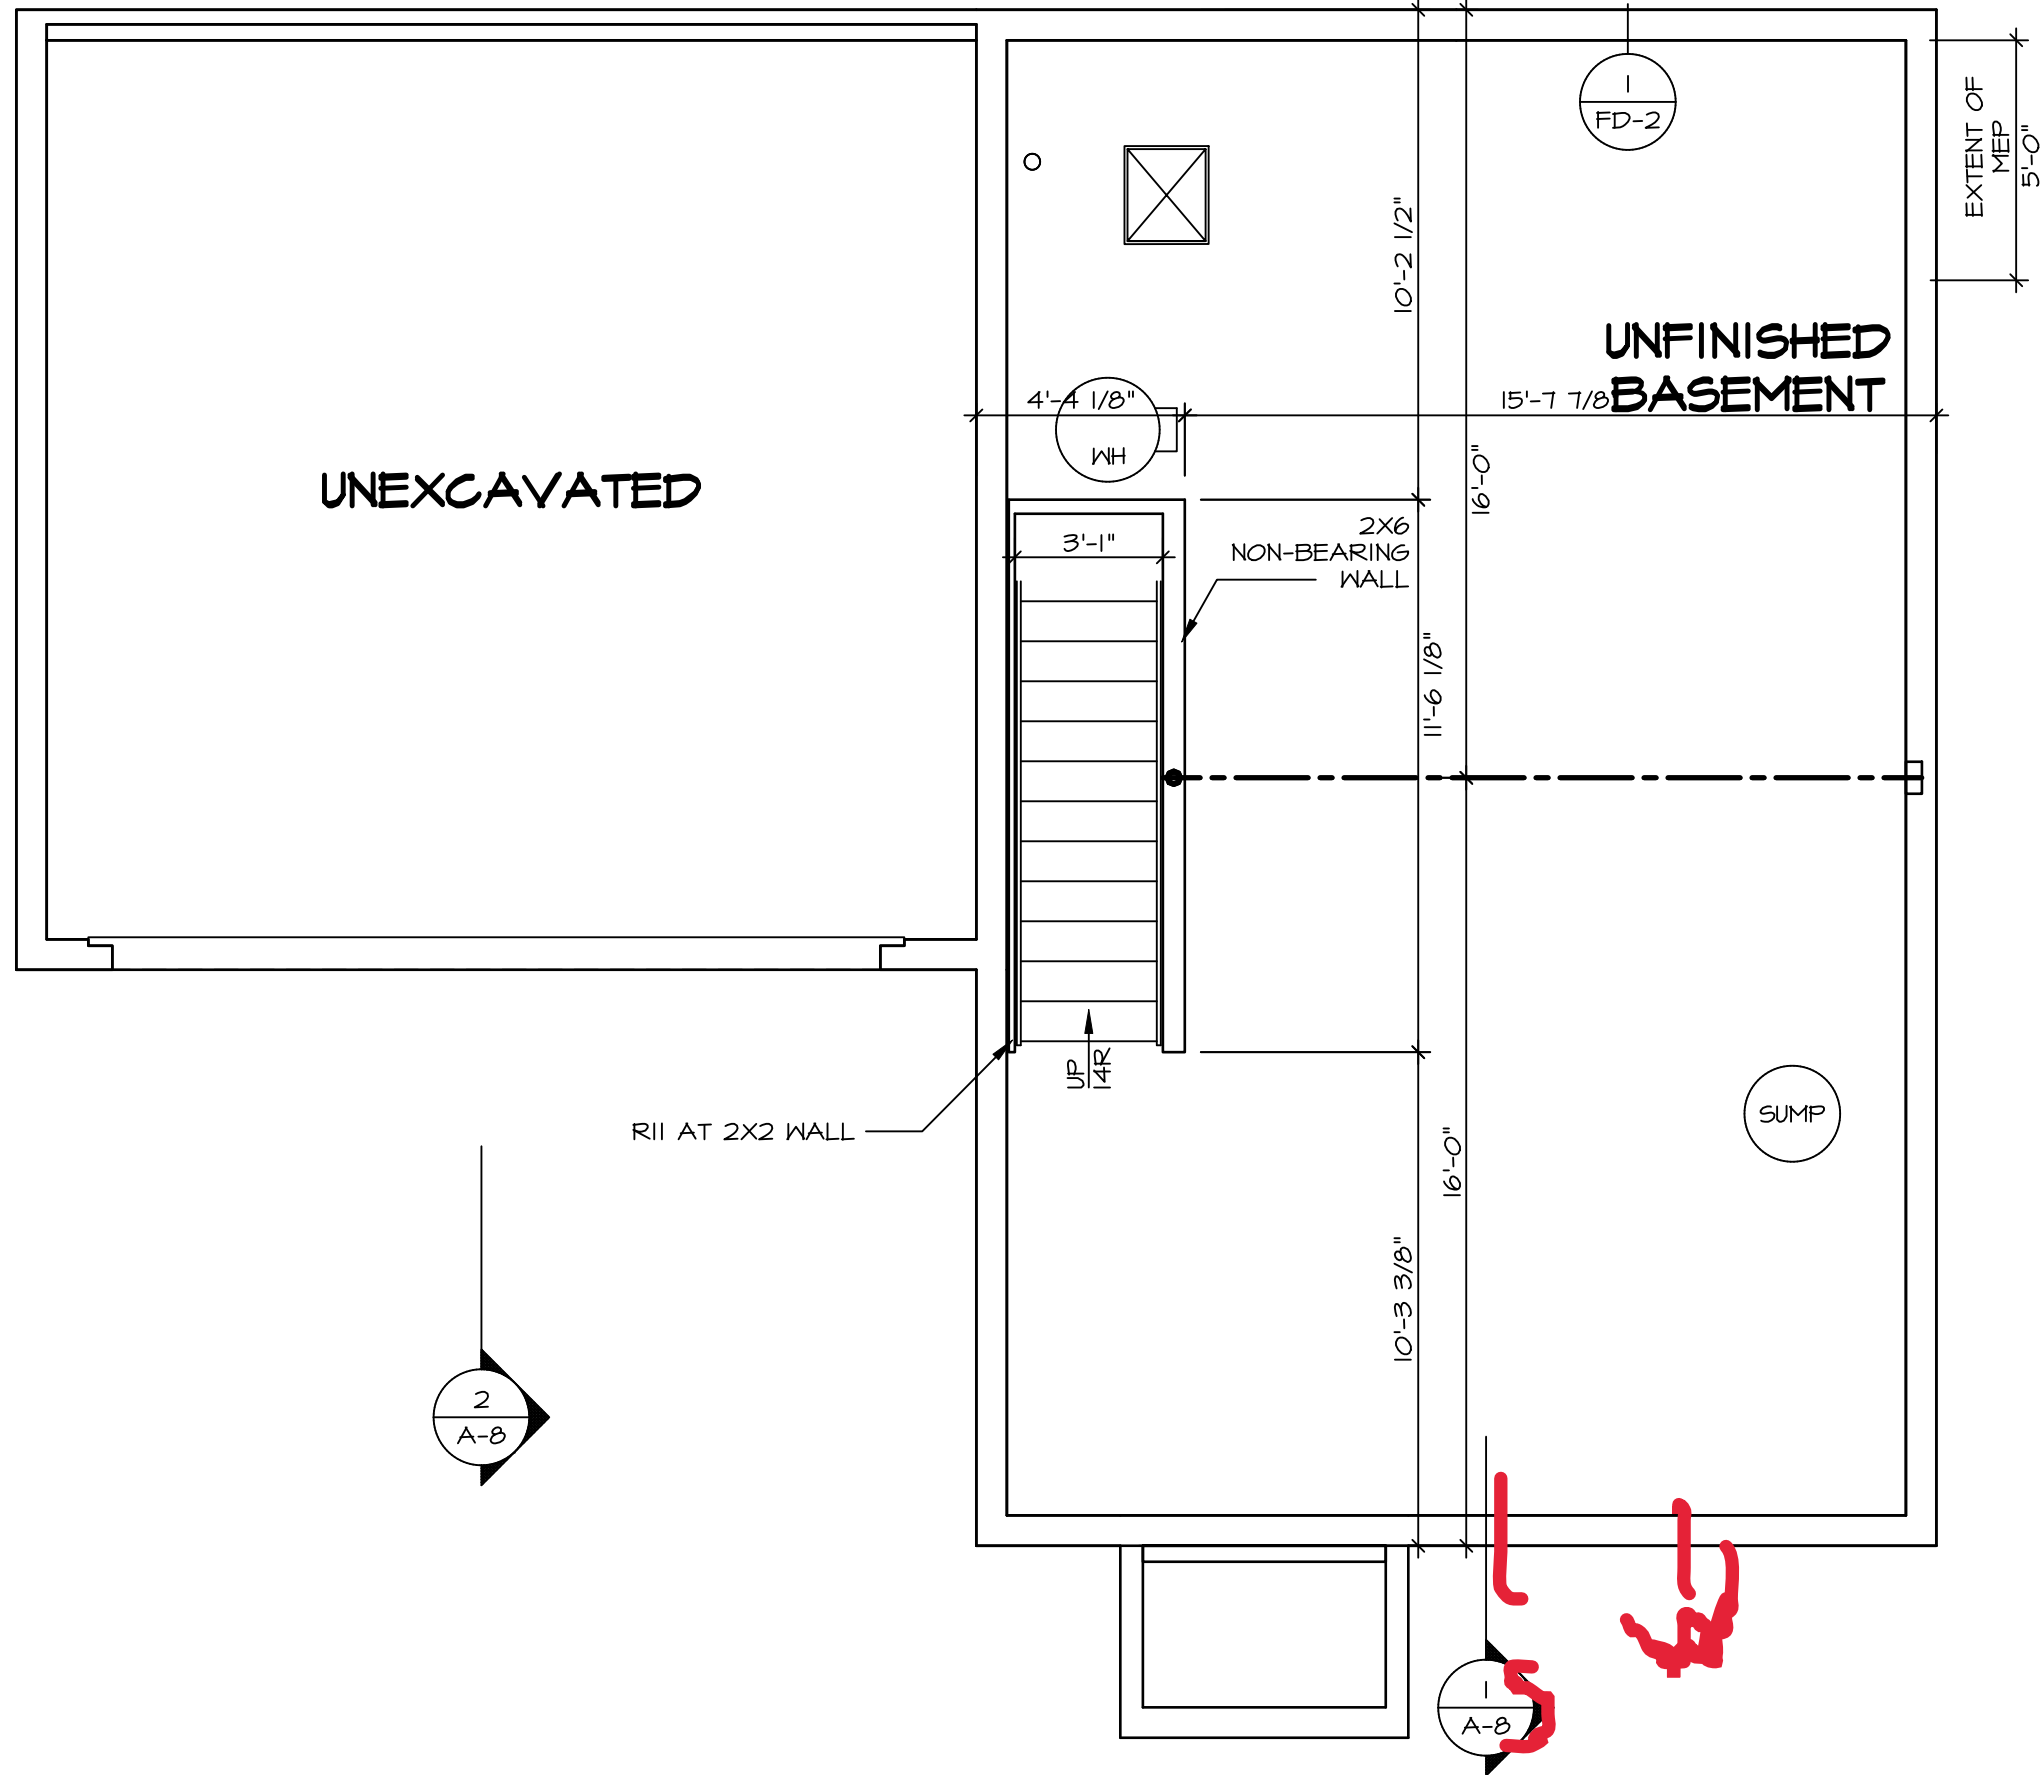 1
FD-2
EXTENT OF
MEP
5'-0"
10'-2 1/2"
UNFINISHED
BASEMENT
4'-4 1/8"
15'-7 7/8
WH
16'-0"
UNEXCAVATED
2X6
NON-BEARING
WALL
3'-1"
11'-6 1/8"
UP
14R
SUMP
R11 AT 2X2 WALL
16'-0"
10'-3 3/8"
2
A-8
1
A-8